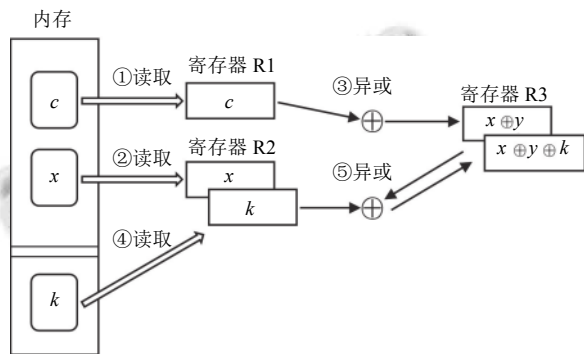 内存
①读取
寄存器 R1
③异或
寄存器 R3
c
c
x ⊕y
②读取
寄存器 R2
⑤异或
x ⊕y ⊕ k
x
x
k
④读取
k